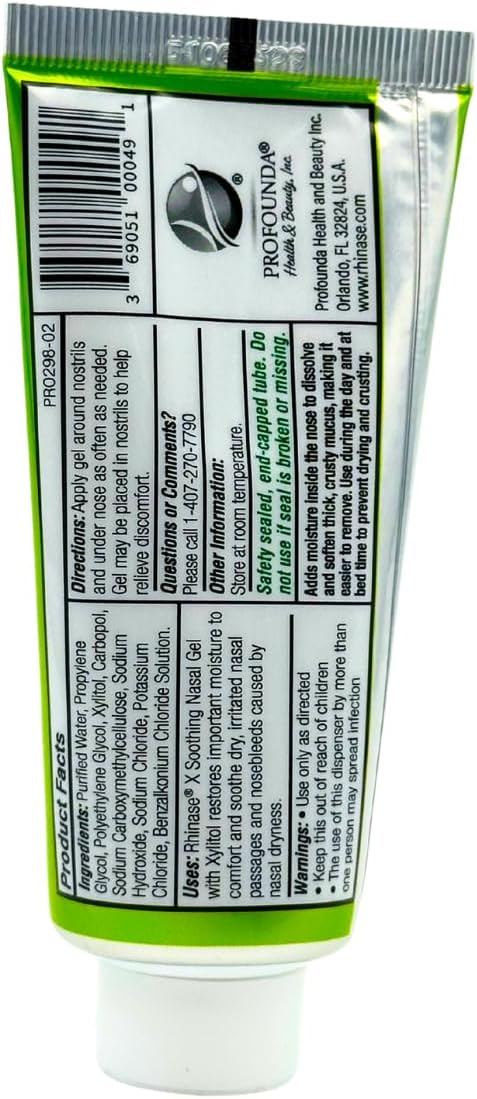 Product Facts
Ingredients: Purified Water, Propylene
Glycol, Polyethylene Glycol, Xylitol, Carbopol,
Sodium Carboxymethylcellulose, Sodium
Hydroxide, Sodium Chloride, Potassium
Chloride, Benzalkonium Chloride Solution.
Uses: Rhinase® X Soothing Nasal Gel
with Xylitol restores important moisture to
comfort and soothe dry, irritated nasal
passages and nosebleeds caused by
nasal dryness.
Warnings: • Use only as directed
• Keep this out of reach of children
• The use of this dispenser by more than
one person may spread infection
PRO298-02
Directions: Apply gel around nostrils
and under nose as often as needed.
Gel may be placed in nostrils to help
relieve discomfort.
Questions or Comments?
Please call 1-407-270-7790
Other Information:
Store at room temperature.
Safety sealed, end-capped tube. Do
not use if seal is broken or missing.
Adds moisture inside the nose to dissolve
and soften thick, crusty mucus, making it
easier to remove. Use during the day and at
bed time to prevent drying and crusting.
3 69051 00049 1
®
PROFOUNDA®
Health & Beauty, Inc.
Profounda Health and Beauty Inc.
Orlando, FL 32824, U.S.A.
www.rhinase.com